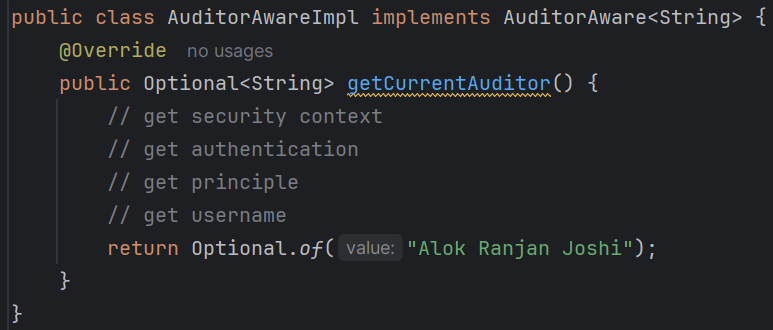 public class AuditorAwareImpl implements AuditorAware<String> {
@Override no usages
public Optional<String> getCurrentAuditor() {
// get security context
// get authentication
// get principle
// get username
return Optional.of( value: "Alok Ranjan Joshi");
}
}